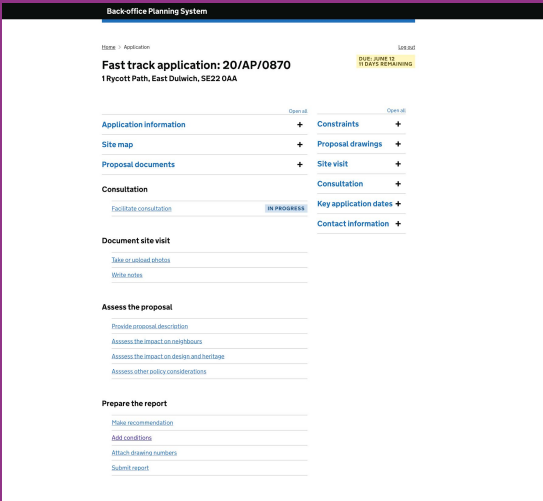 Back-office Planning System
Home > Application
Log out
Fast track application: 20/AP/0870
1 Rycott Path, East Dulwich, SE22 0AA
DUE: JUNE 12
11 DAYS REMAINING
Open all
Application information +
Site map +
Proposal documents +
Consultation
Facilitate consultation IN PROGRESS
Document site visit
Take or upload photos
Write notes
Assess the proposal
Provide proposal description
Asssess the impact on neighbours
Asssess the impact on design and heritage
Asssess other policy considerations
Prepare the report
Make recommendation
Add conditions
Attach drawing numbers
Submit report
Open all
Constraints +
Proposal drawings +
Site visit +
Consultation +
Key application dates +
Contact information +